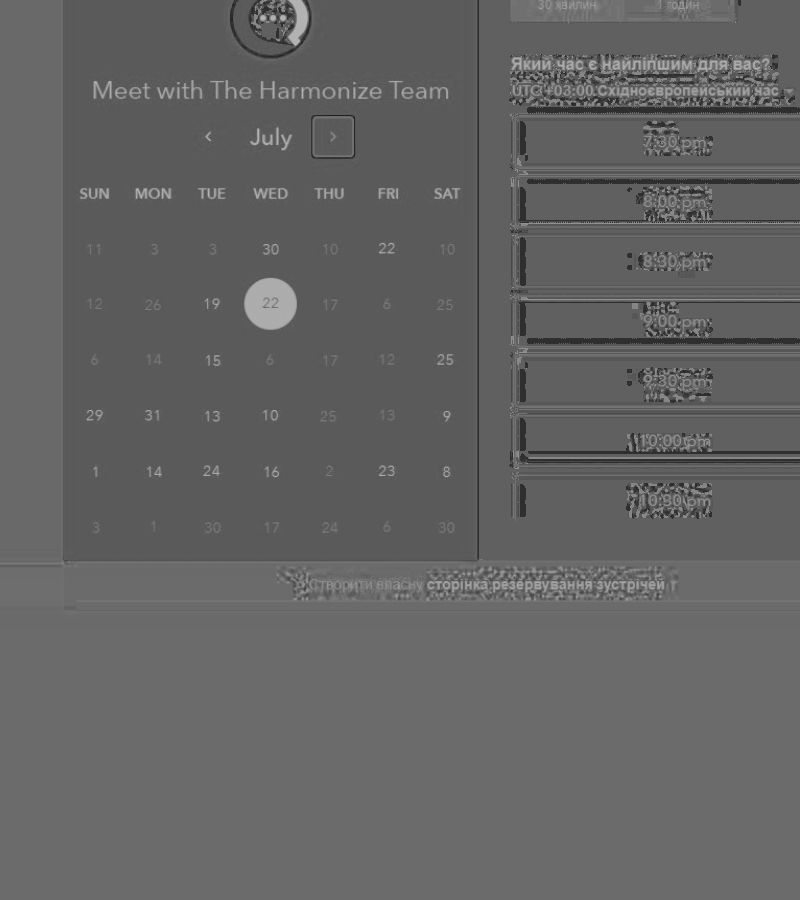 30 хвилин 1 годин
Meet with The Harmonize Team
July
SUN MON TUE WED THU FRI SAT
11 3 3 30 10 22 10
12 26 19 22 17 6 25
6 14 15 6 17 12 25
29 31 13 10 25 13 9
1 14 24 16 2 23 8
3 1 30 17 24 6 30
Який час є найліпшим для вас?
UTC +03:00 Східноєвропейський час
7:30 pm
8:00 pm
8:30 pm
9:00 pm
9:30 pm
10:00 pm
10:30 pm
Створити власну сторінка резервування зустрічей